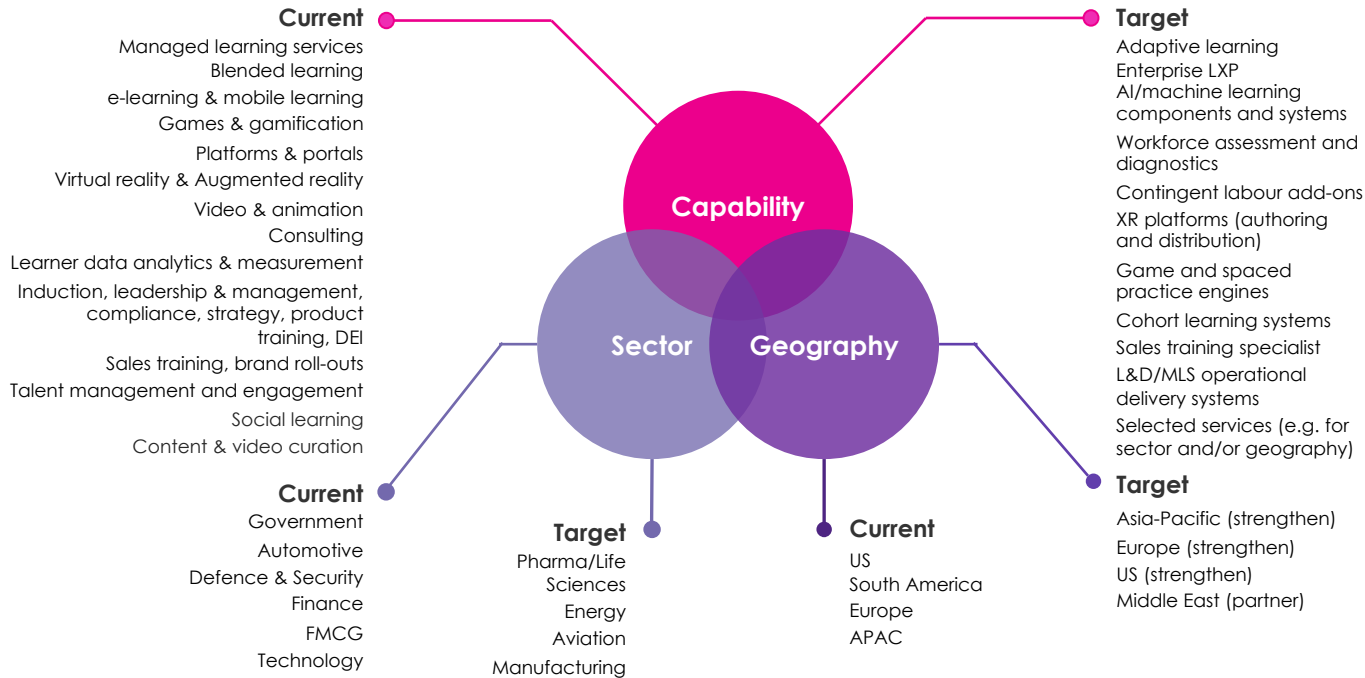 Current
Managed learning services
Blended learning
e-learning & mobile learning
Games & gamification
Platforms & portals
Virtual reality & Augmented reality
Video & animation
Consulting
Learner data analytics & measurement
Induction, leadership & management,
compliance, strategy, product
training, DEI
Sales training, brand roll-outs
Talent management and engagement
Social learning
Content & video curation
Target
Adaptive learning
Enterprise LXP
AI/machine learning
components and systems
Workforce assessment and
diagnostics
Contingent labour add-ons
XR platforms (authoring
and distribution)
Game and spaced
practice engines
Cohort learning systems
Sales training specialist
L&D/MLS operational
delivery systems
Selected services (e.g. for
sector and/or geography)
Capability
Sector
Geography
Current
Government
Automotive
Defence & Security
Finance
FMCG
Technology
Target
Pharma/Life
Sciences
Energy
Aviation
Manufacturing
Current
US
South America
Europe
APAC
Target
Asia-Pacific (strengthen)
Europe (strengthen)
US (strengthen)
Middle East (partner)